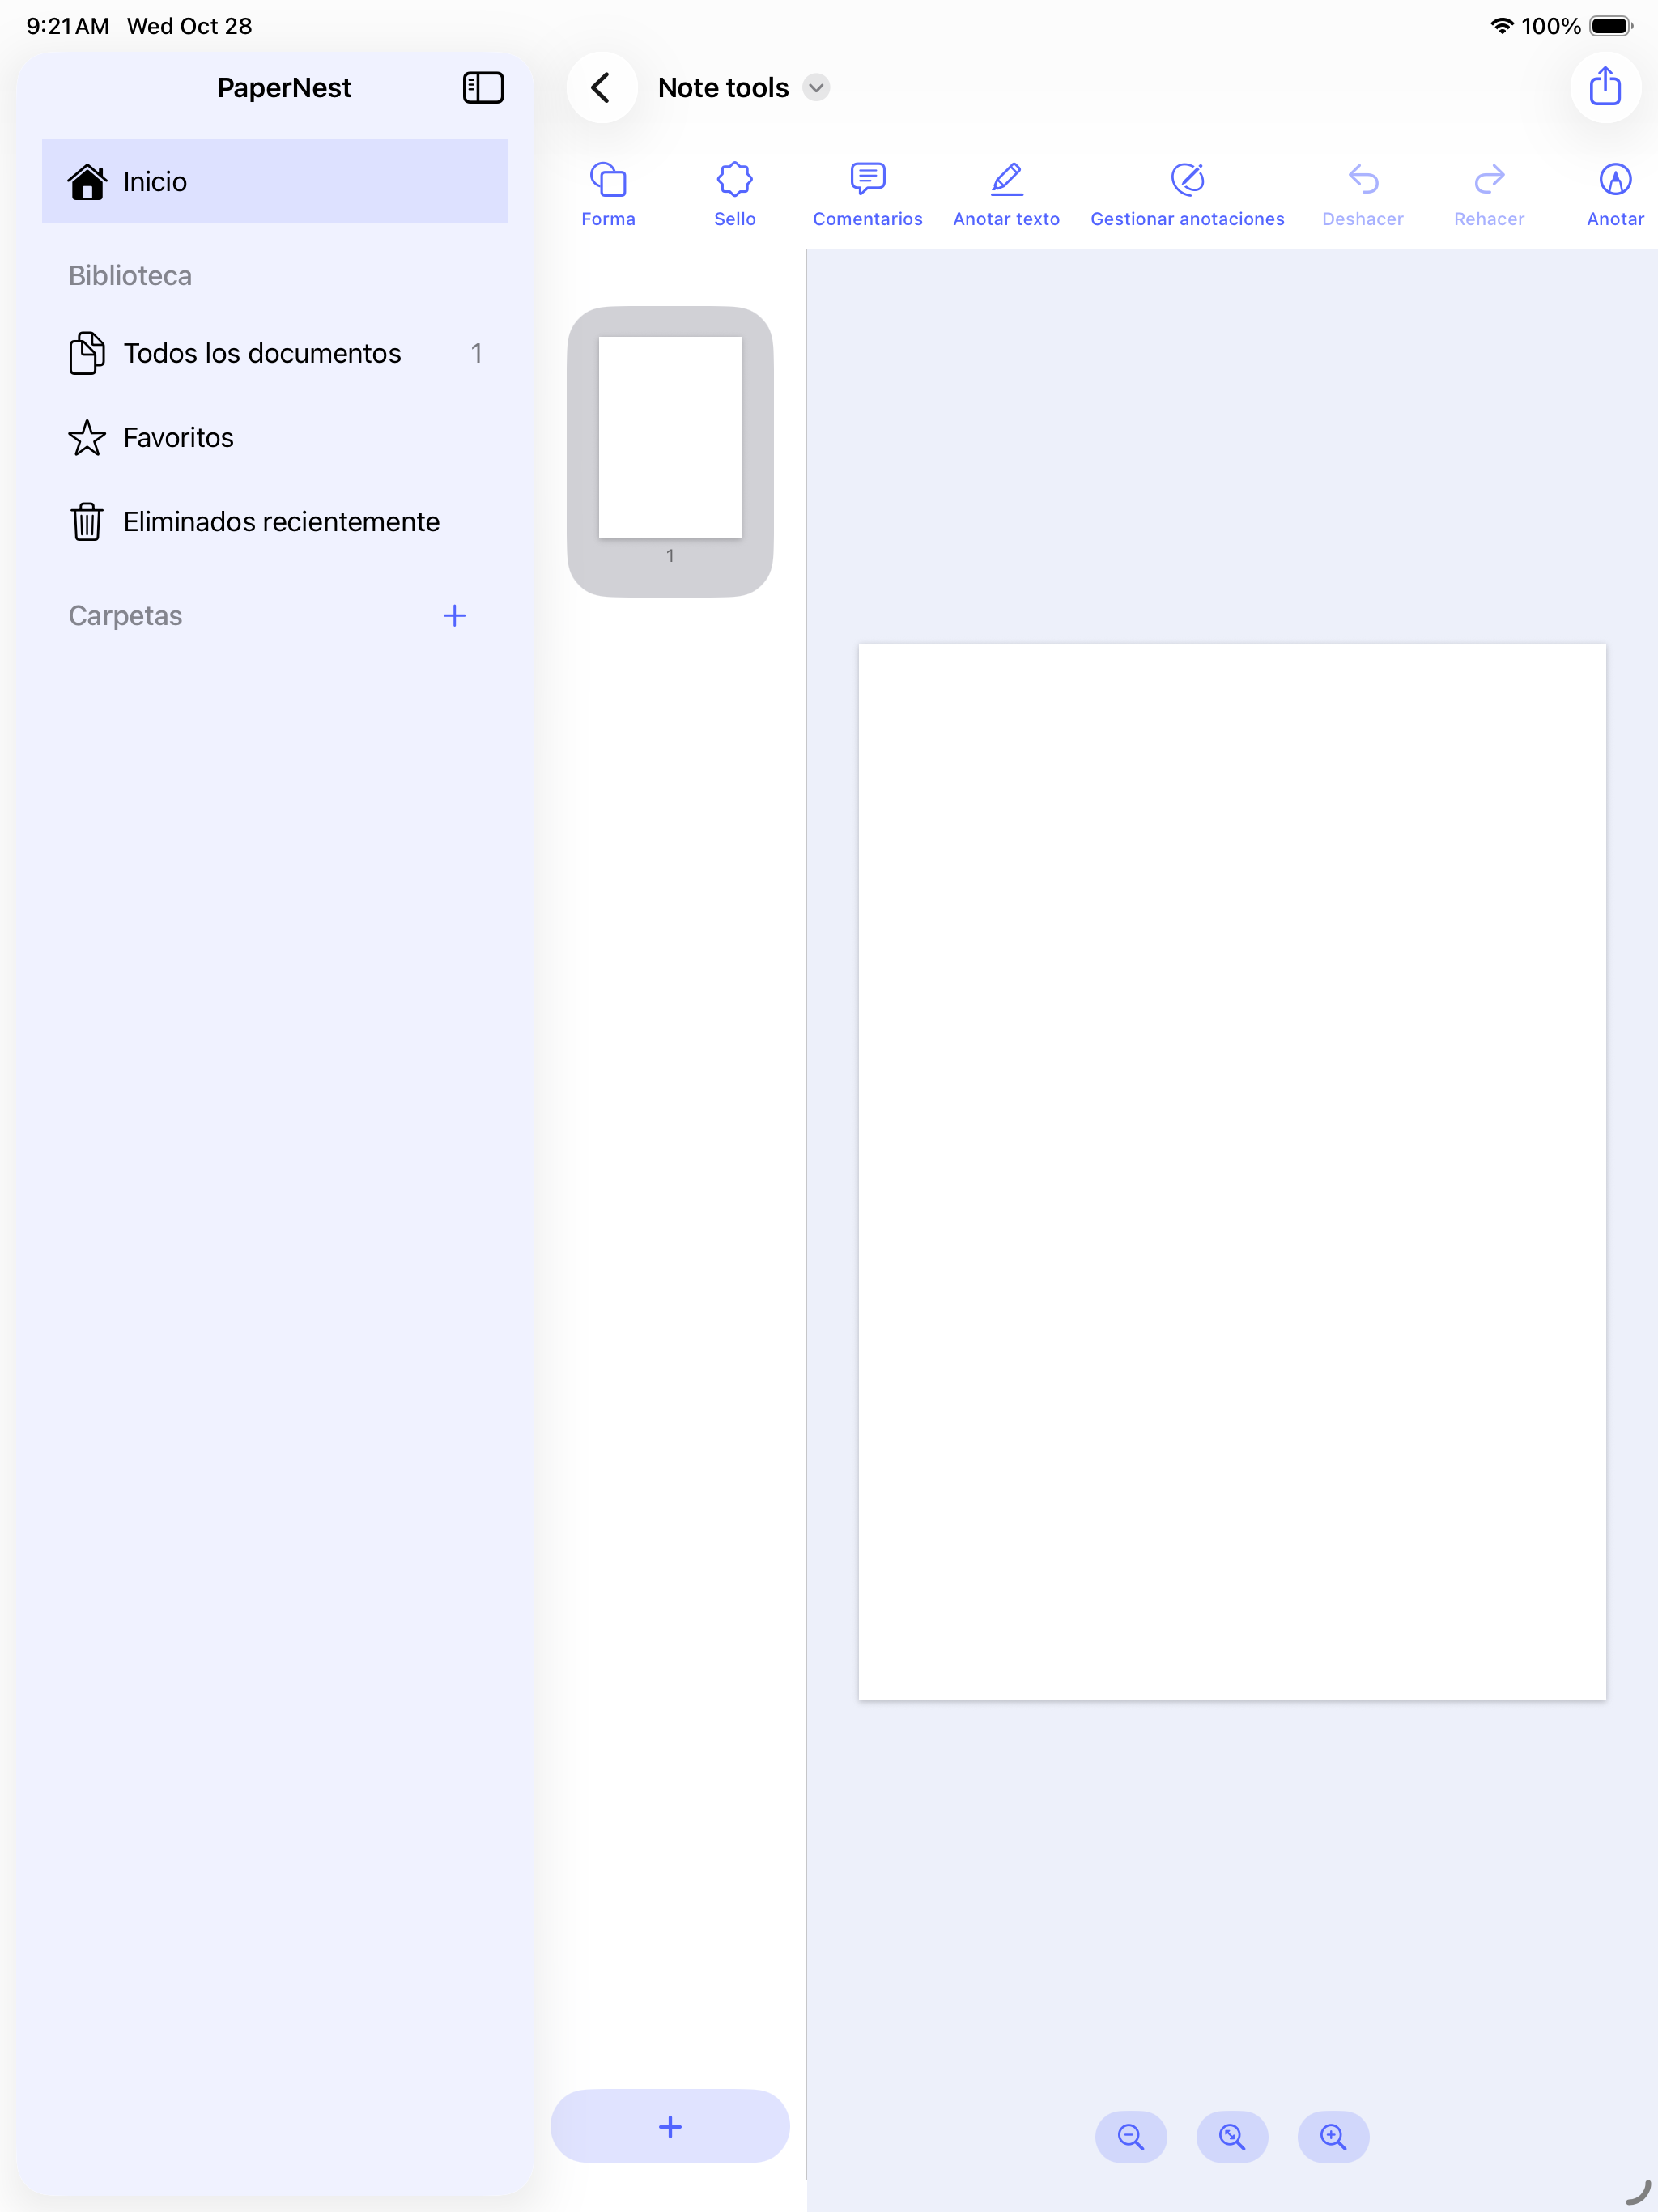 9:21 AM Wed Oct 28
100%
PaperNest
Note tools
Inicio
Forma
Sello
Comentarios
Anotar texto
Gestionar anotaciones
Deshacer
Rehacer
Anotar
Biblioteca
Todos los documentos 1
Favoritos
Eliminados recientemente
Carpetas
1